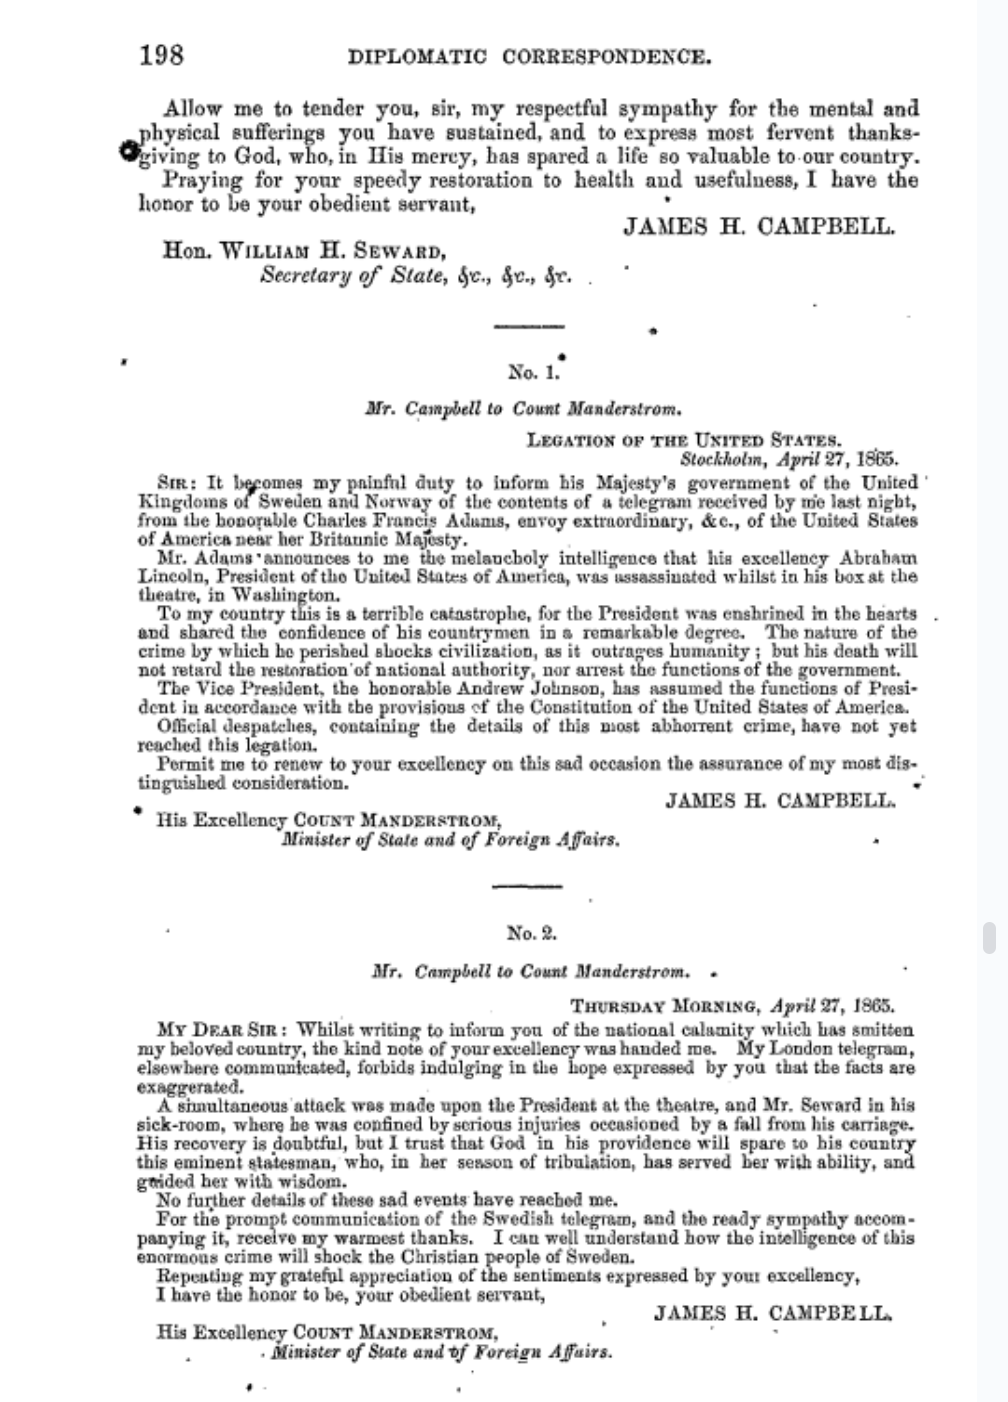 198 DIPLOMATIC CORRESPONDENCE.
Allow me to tender you, sir, my respectful sympathy for the mental and
physical sufferings you have sustained, and to express most fervent thanks-
giving to God, who, in His mercy, has spared a life so valuable to our country.
Praying for your speedy restoration to health and usefulness, I have the
honor to be your obedient servant,
JAMES H. CAMPBELL.
Hon. WILLIAM H. SEWARD,
Secretary of State, &c., &c., &c.
No. 1.
Mr. Campbell to Count Manderstrom.
LEGATION OF THE UNITED STATES.
Stockholm, April 27, 1865.
SIR: It becomes my painful duty to inform his Majesty's government of the United
Kingdoms of Sweden and Norway of the contents of a telegram received by me last night,
from the honorable Charles Francis Adams, envoy extraordinary, &c., of the United States
of America near her Britannic Majesty.
Mr. Adams announces to me the melancholy intelligence that his excellency Abraham
Lincoln, President of the United States of America, was assassinated whilst in his box at the
theatre, in Washington.
To my country this is a terrible catastrophe, for the President was enshrined in the hearts
and shared the confidence of his countrymen in a remarkable degree. The nature of the
crime by which he perished shocks civilization, as it outrages humanity; but his death will
not retard the restoration of national authority, nor arrest the functions of the government.
The Vice President, the honorable Andrew Johnson, has assumed the functions of Presi-
dent in accordance with the provisions of the Constitution of the United States of America.
Official despatches, containing the details of this most abhorrent crime, have not yet
reached this legation.
Permit me to renew to your excellency on this sad occasion the assurance of my most dis-
tinguished consideration.
JAMES H. CAMPBELL.
His Excellency COUNT MANDERSTROM,
Minister of State and of Foreign Affairs.
No. 2.
Mr. Campbell to Count Manderstrom.
THURSDAY MORNING, April 27, 1865.
MY DEAR SIR: Whilst writing to inform you of the national calamity which has smitten
my beloved country, the kind note of your excellency was handed me. My London telegram,
elsewhere communicated, forbids indulging in the hope expressed by you that the facts are
exaggerated.
A simultaneous attack was made upon the President at the theatre, and Mr. Seward in his
sick-room, where he was confined by serious injuries occasioned by a fall from his carriage.
His recovery is doubtful, but I trust that God in his providence will spare to his country
this eminent statesman, who, in her season of tribulation, has served her with ability, and
guided her with wisdom.
No further details of these sad events have reached me.
For the prompt communication of the Swedish telegram, and the ready sympathy accom-
panying it, receive my warmest thanks. I can well understand how the intelligence of this
enormous crime will shock the Christian people of Sweden.
Repeating my grateful appreciation of the sentiments expressed by your excellency,
I have the honor to be, your obedient servant,
JAMES H. CAMPBELL.
His Excellency COUNT MANDERSTROM,
Minister of State and of Foreign Affairs.